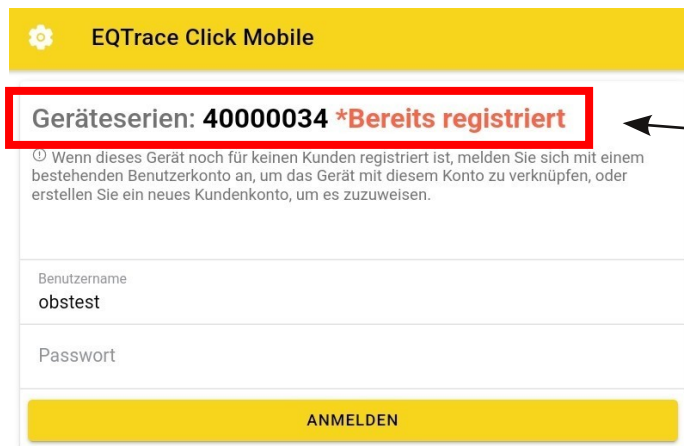 EQTrace Click Mobile
Geräteserien: 40000034 *Bereits registriert
Wenn dieses Gerät noch für keinen Kunden registriert ist, melden Sie sich mit einem
bestehenden Benutzerkonto an, um das Gerät mit diesem Konto zu verknüpfen, oder
erstellen Sie ein neues Kundenkonto, um es zuzuweisen.
Benutzername
obstest
Passwort
ANMELDEN